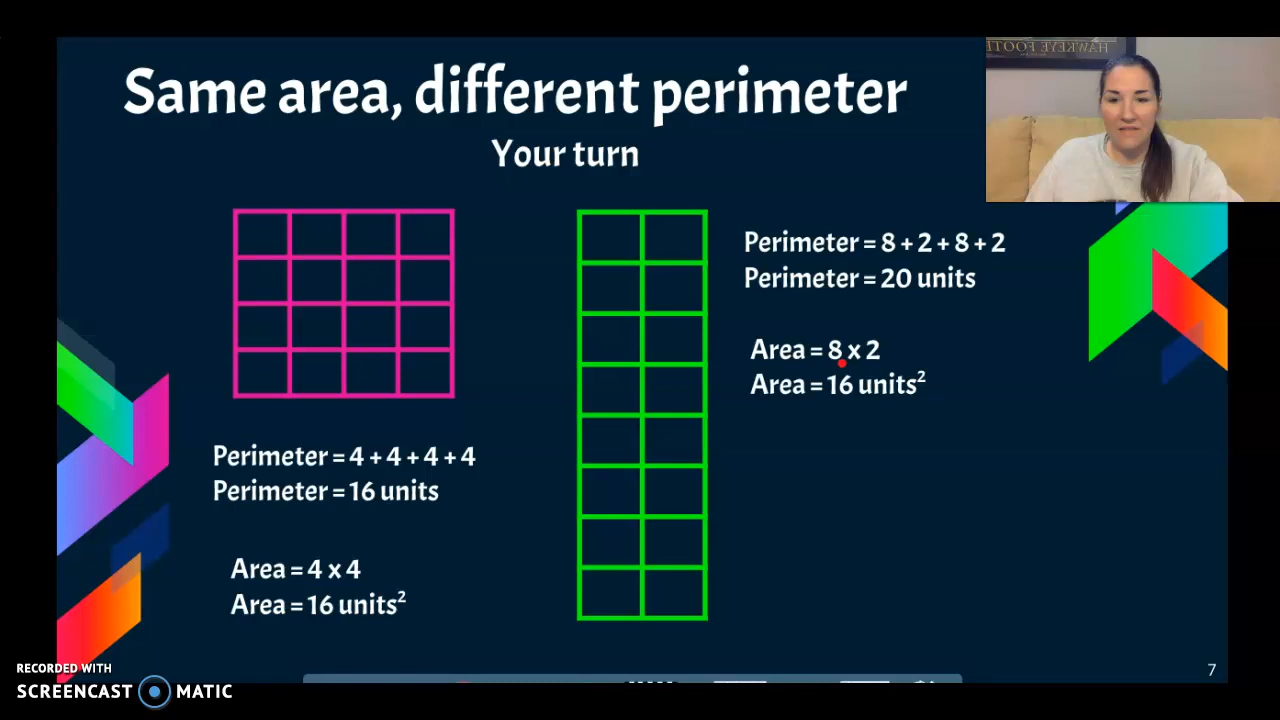 Same area, different perimeter
Your turn
HAWKEYE FOOT
Perimeter = 8 + 2 + 8 + 2
Perimeter = 20 units
Area = 8 x 2
Area = 16 units²
Perimeter = 4 + 4 + 4 + 4
Perimeter = 16 units
Area = 4 x 4
Area = 16 units²
7
RECORDED WITH
SCREENCAST MATIC